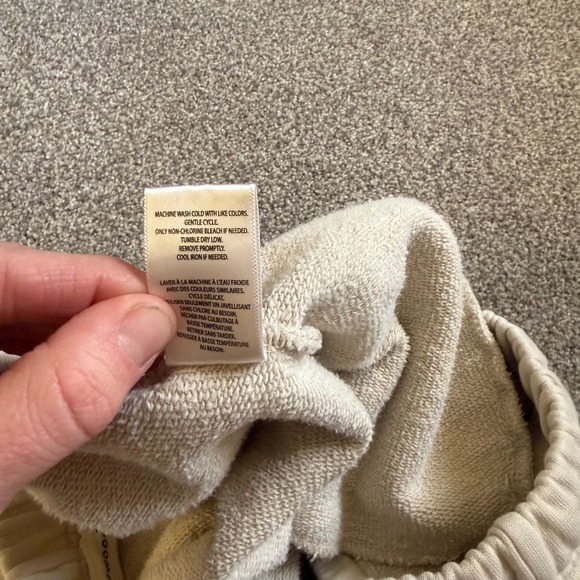 MACHINE WASH COLD WITH LIKE COLORS.
GENTLE CYCLE.
ONLY NON-CHLORINE BLEACH IF NEEDED.
TUMBLE DRY LOW.
REMOVE PROMPTLY.
COOL IRON IF NEEDED.
LAVER À LA MACHINE À L'EAU FROIDE
AVEC DES COULEURS SIMILAIRES.
CYCLE DÉLICAT.
SEULEMENT UN JAVELLISANT
SANS CHLORE AU BESOIN.
SÉCHER PAR CULBUTAGE À
BASSE TEMPÉRATURE.
RETIRER SANS TARDER.
REPASSER À BASSE TEMPÉRATURE
AU BESOIN.